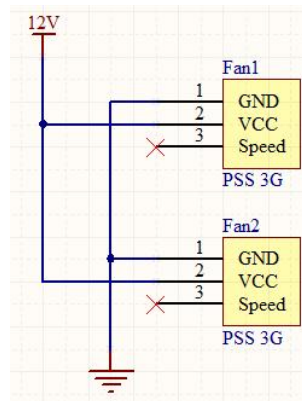 12V
Fan1
1 GND
2 VCC
3 Speed
PSS 3G
Fan2
1 GND
2 VCC
3 Speed
PSS 3G